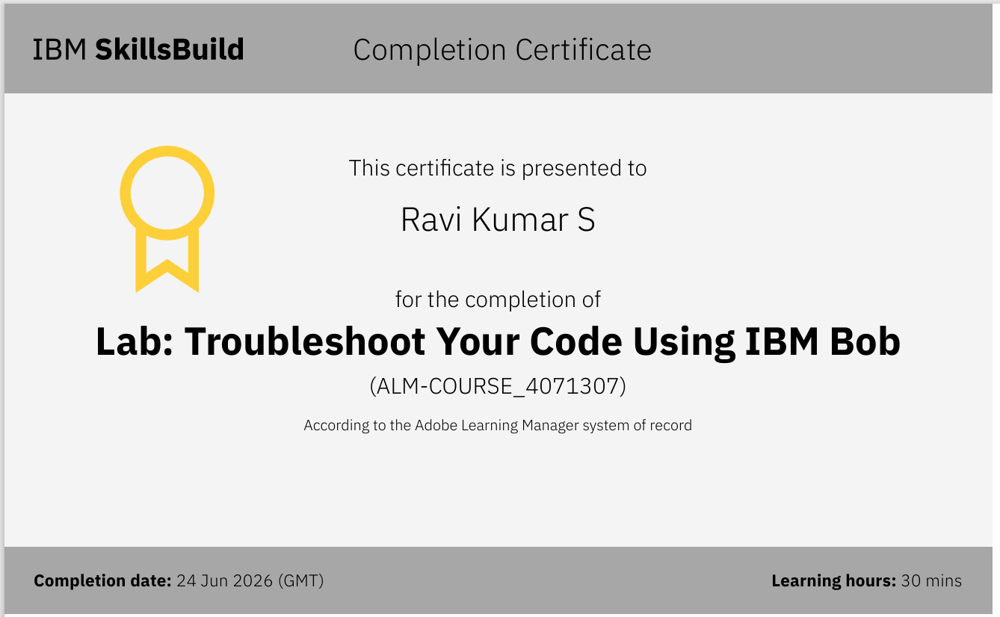 IBM SkillsBuild
Completion Certificate
This certificate is presented to
Ravi Kumar S
for the completion of
Lab: Troubleshoot Your Code Using IBM Bob
(ALM-COURSE_4071307)
According to the Adobe Learning Manager system of record
Completion date: 24 Jun 2026 (GMT)
Learning hours: 30 mins